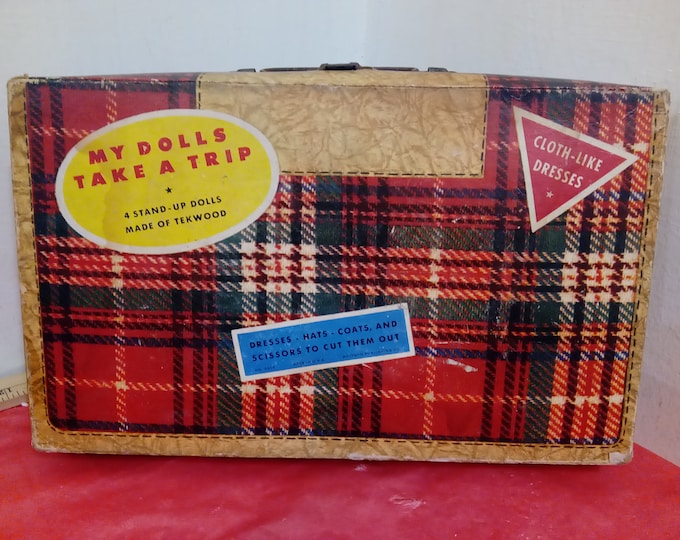 MY DOLLS
TAKE A TRIP
4 STAND-UP DOLLS
MADE OF TEKWOOD
CLOTH-LIKE
DRESSES
DRESSES - HATS - COATS, AND
SCISSORS TO CUT THEM OUT